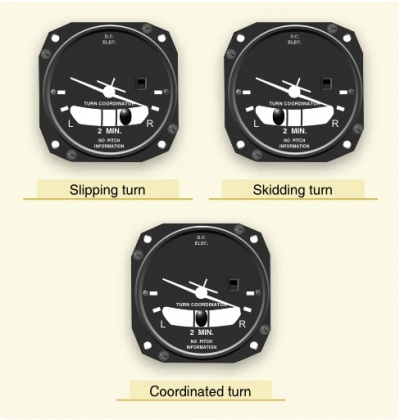 D.C.
ELEC.
TURN COORDINATOR
L R
2 MIN.
NO PITCH
INFORMATION
Slipping turn
D.C.
ELEC.
TURN COORDINATOR
L R
2 MIN.
NO PITCH
INFORMATION
Skidding turn
D.C.
ELEC.
TURN COORDINATOR
L R
2 MIN.
NO PITCH
INFORMATION
Coordinated turn